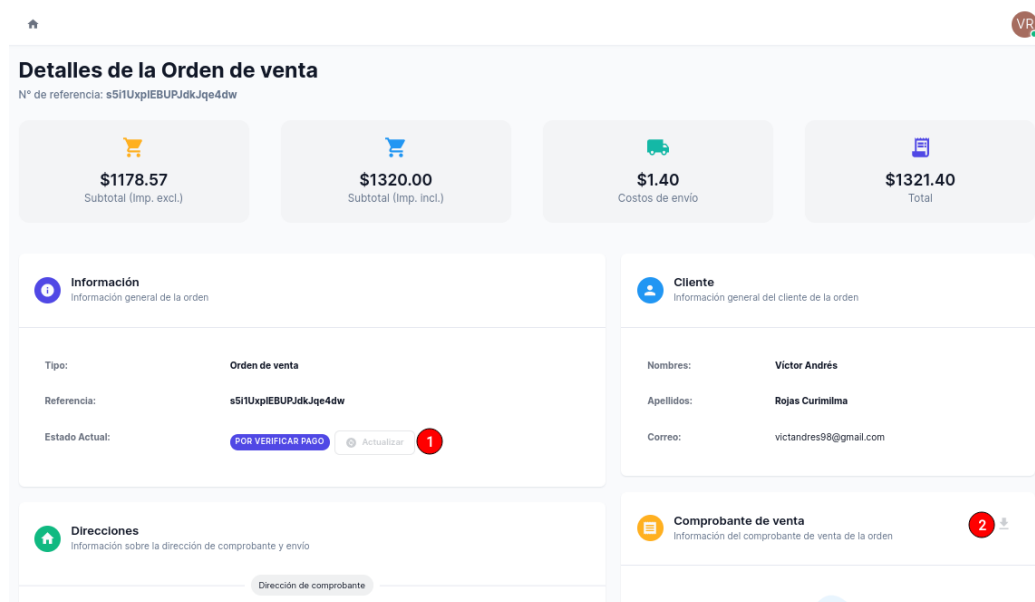 VR
Detalles de la Orden de venta
N° de referencia: s5i1UxplEBUPJdkJqe4dw
$1178.57
Subtotal (Imp. excl.)
$1320.00
Subtotal (Imp. incl.)
$1.40
Costos de envío
$1321.40
Total
Información
Información general de la orden
Tipo: Orden de venta
Referencia: s5i1UxplEBUPJdkJqe4dw
Estado Actual: POR VERIFICAR PAGO Actualizar 1
Cliente
Información general del cliente de la orden
Nombres: Víctor Andrés
Apellidos: Rojas Curimilma
Correo: victandres98@gmail.com
Direcciones
Información sobre la dirección de comprobante y envío
Dirección de comprobante
Comprobante de venta 2
Información del comprobante de venta de la orden